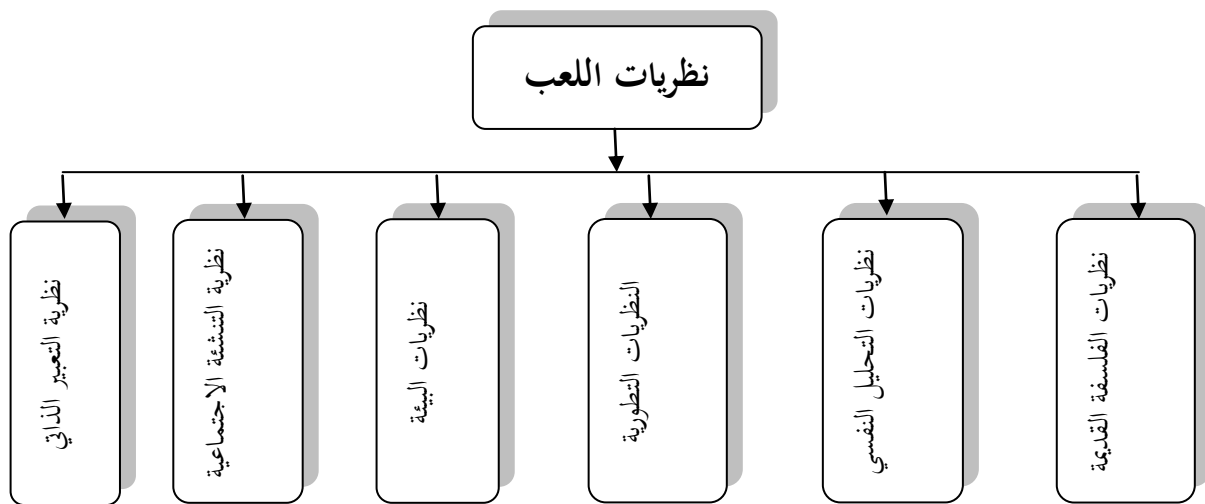 نظريات اللعب
نظريات الفلسفة القديمة
نظريات التحليل النفسي
النظريات التطورية
نظريات البيئة
نظرية التنشئة الاجتماعية
نظرية التعبير الذاتي